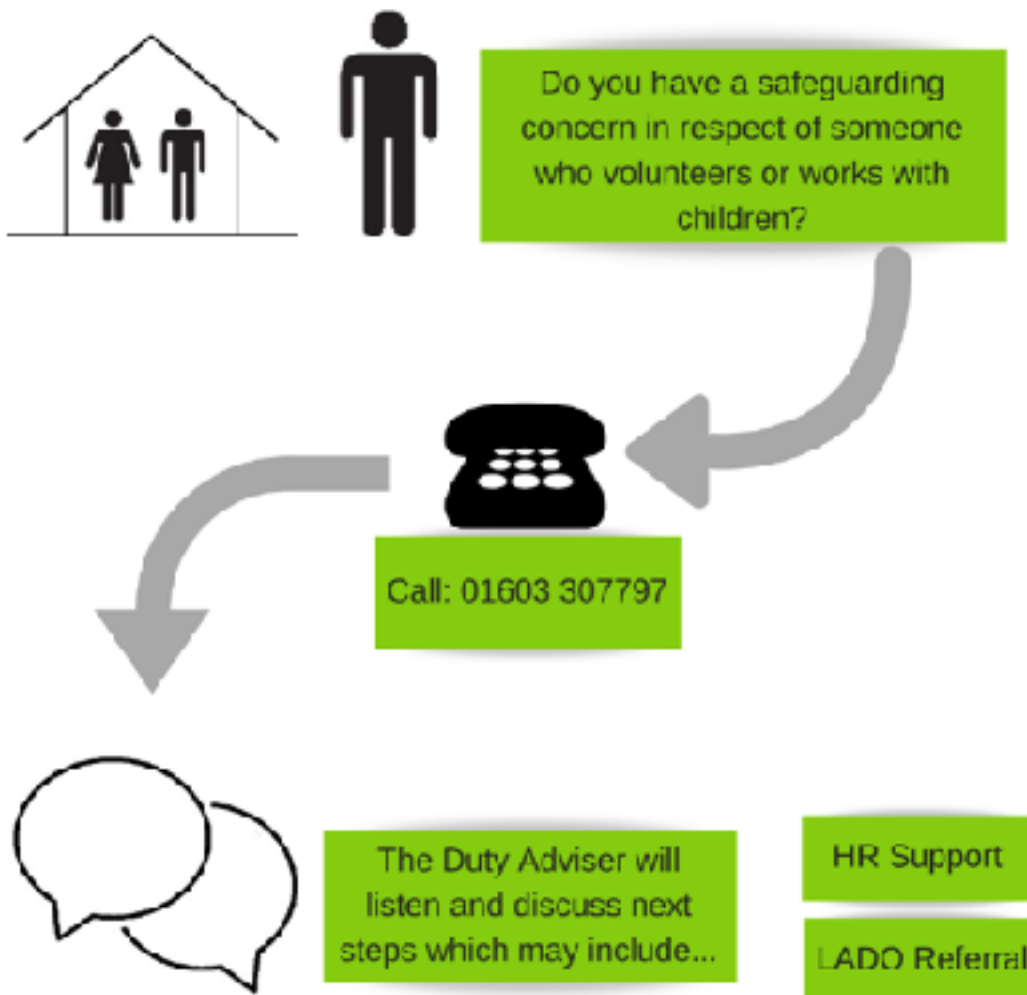 Do you have a safeguarding
concern in respect of someone
who volunteers or works with
children?
Call: 01603 307797
The Duty Adviser will
listen and discuss next
steps which may include...
HR Support
LADO Referral